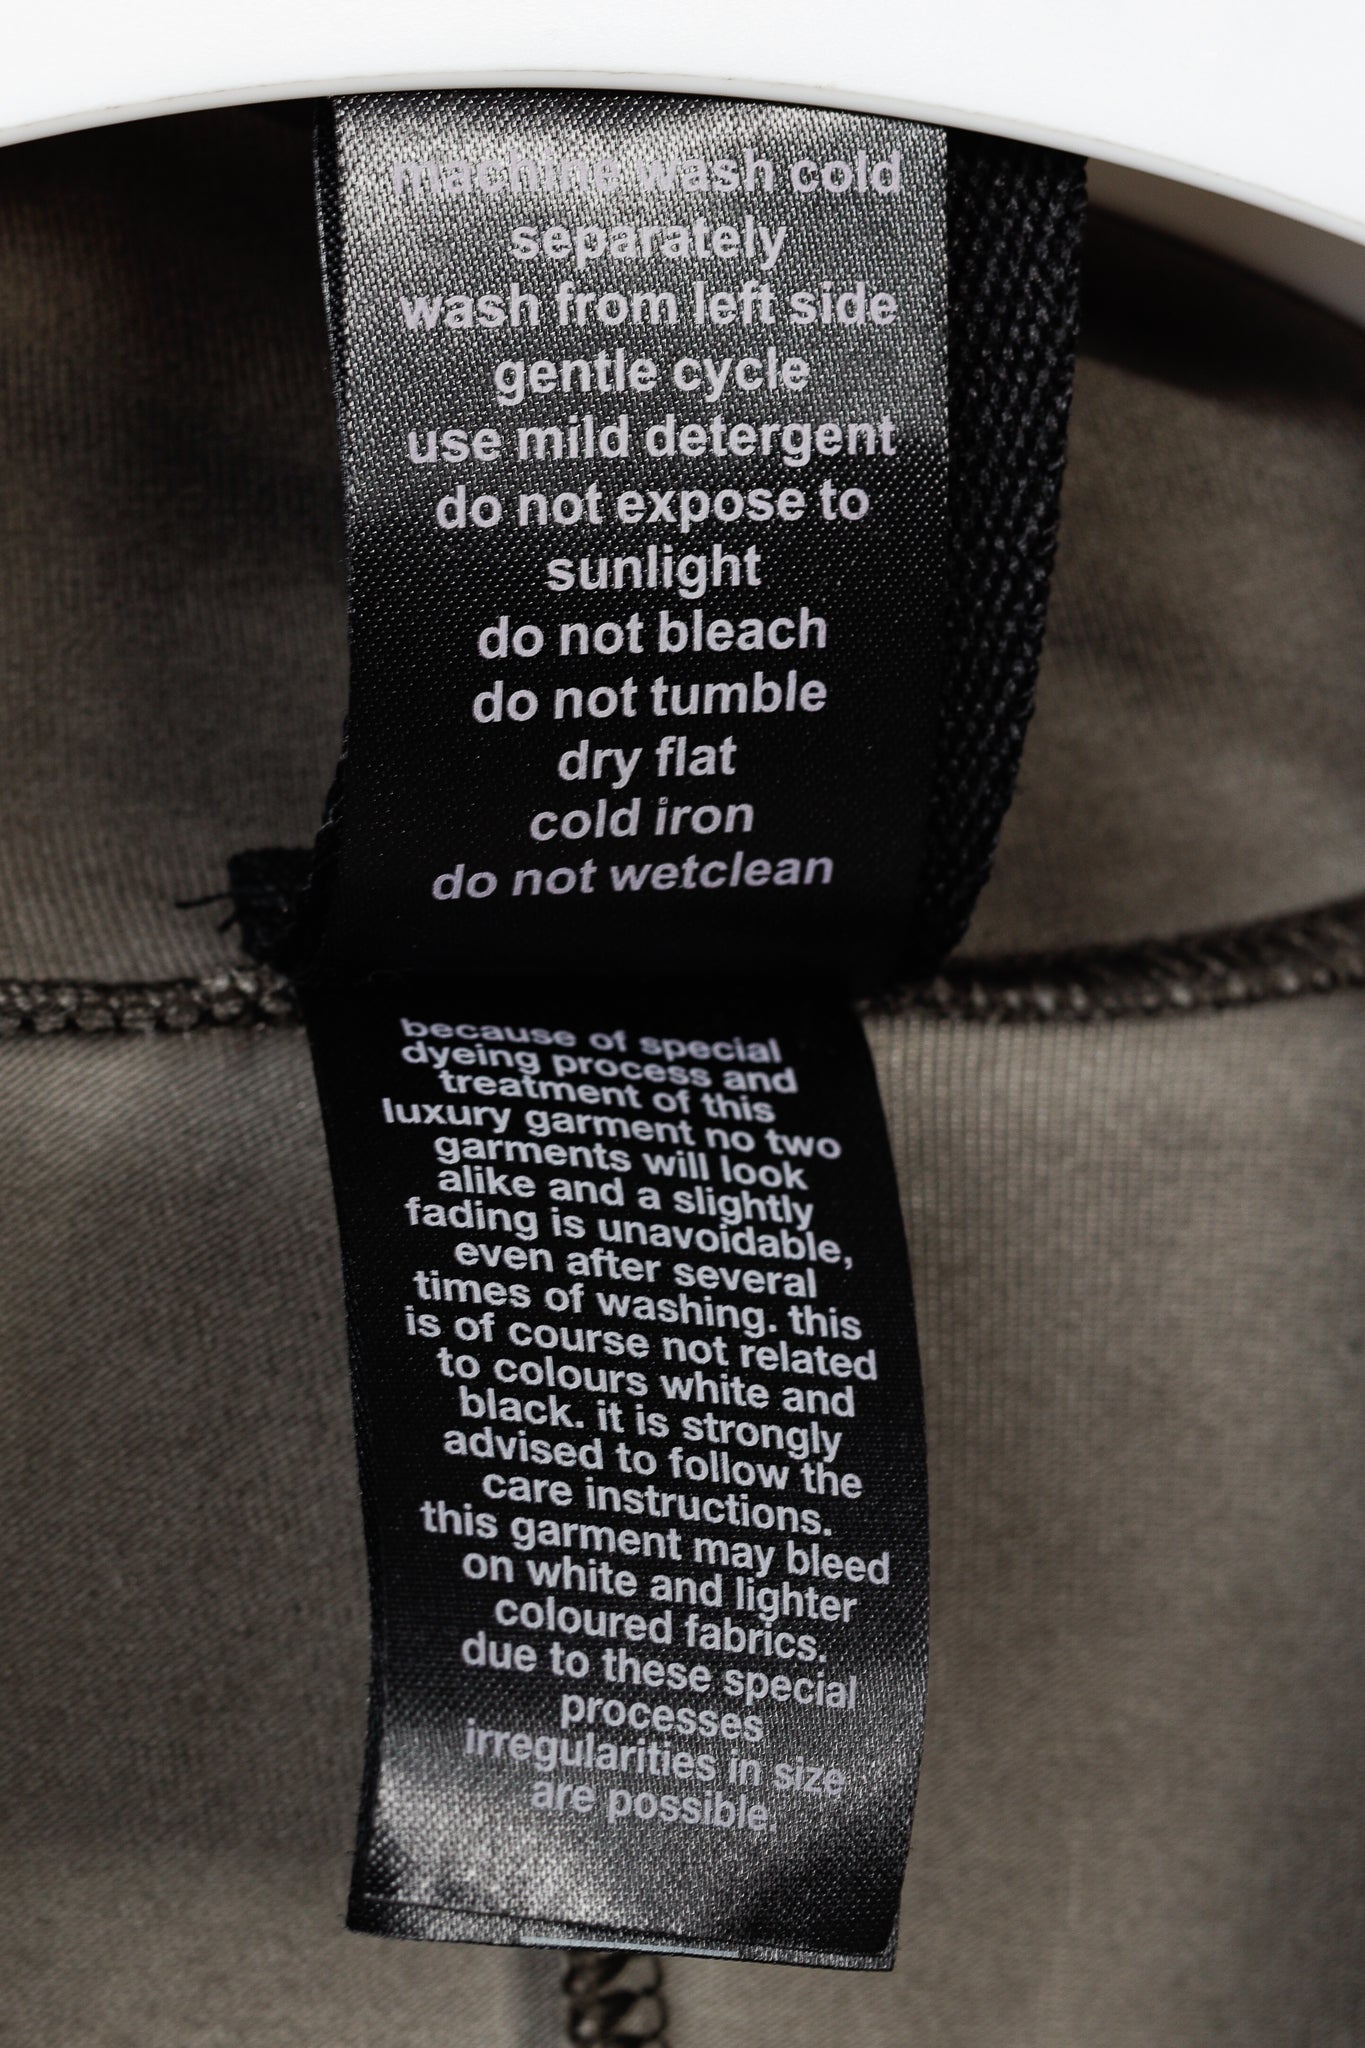 machine wash cold
separately
wash from left side
gentle cycle
use mild detergent
do not expose to
sunlight
do not bleach
do not tumble
dry flat
cold iron
do not wetclean
because of special
dyeing process and
treatment of this
luxury garment no two
garments will look
alike and a slightly
fading is unavoidable,
even after several
times of washing. this
is of course not related
to colours white and
black. it is strongly
advised to follow the
care instructions.
this garment may bleed
on white and lighter
coloured fabrics.
due to these special
processes
irregularities in size
are possible.